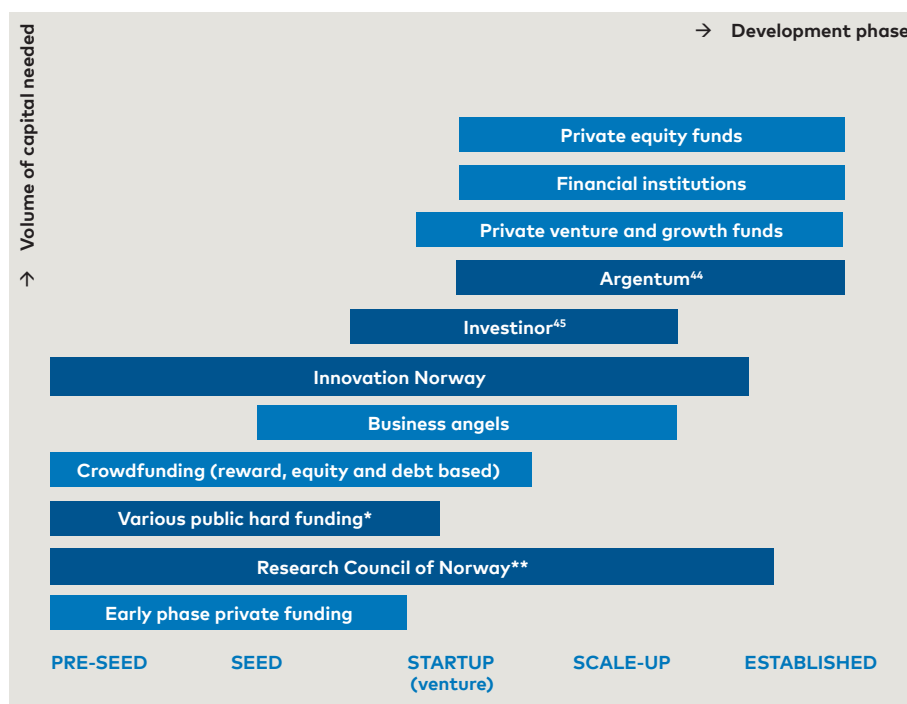 → Development phase
↑ Volume of capital needed
Private equity funds
Financial institutions
Private venture and growth funds
Argentum⁴⁴
Investinor⁴⁵
Innovation Norway
Business angels
Crowdfunding (reward, equity and debt based)
Various public hard funding*
Research Council of Norway**
Early phase private funding
PRE-SEED SEED STARTUP SCALE-UP ESTABLISHED
(venture)